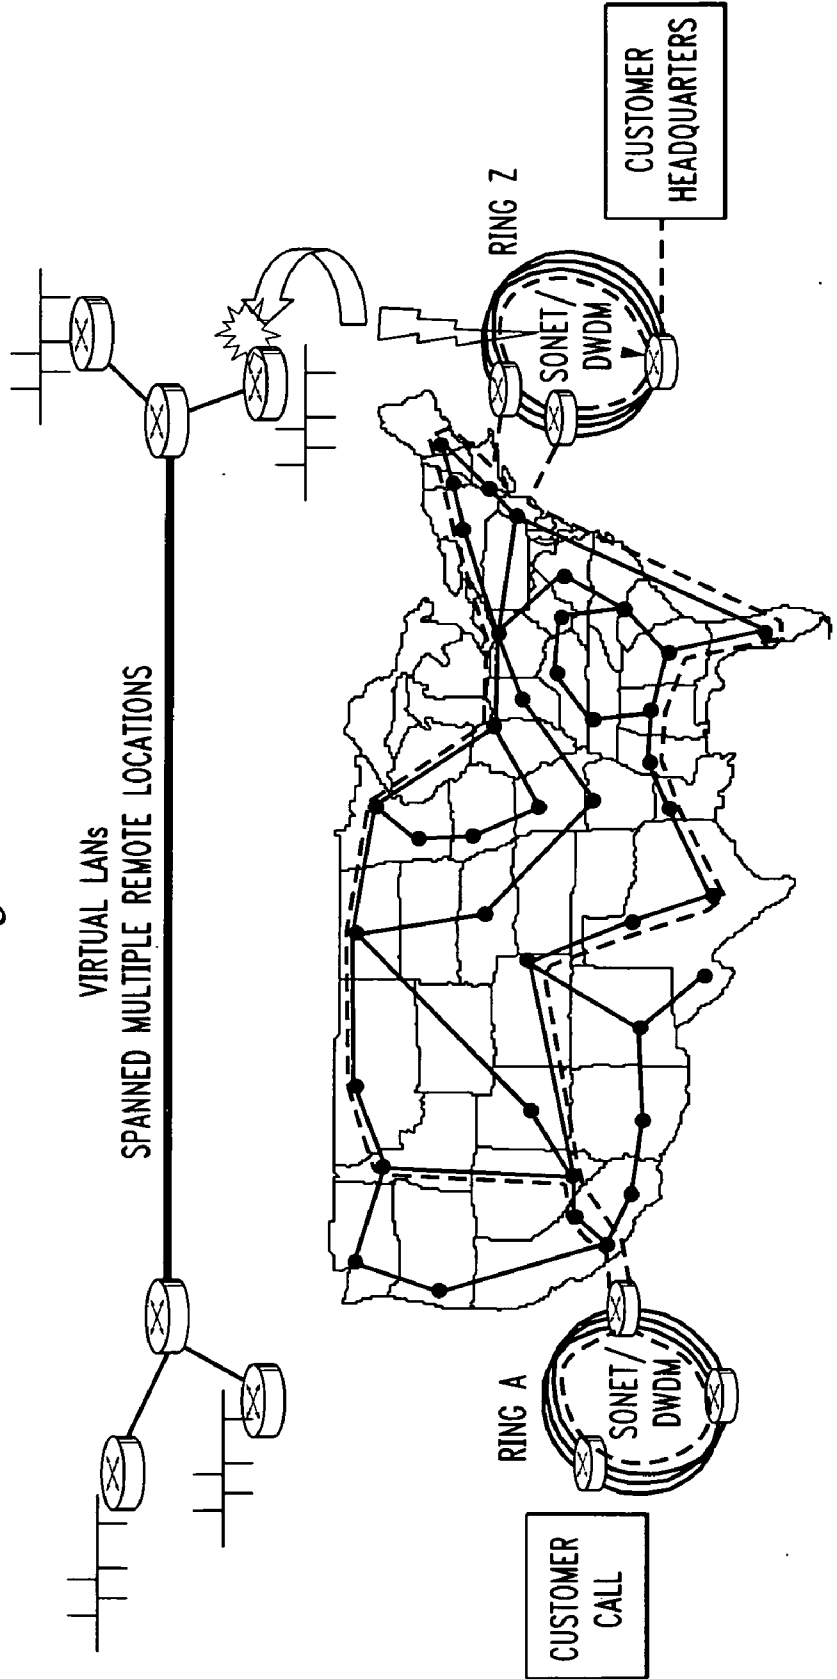 VIRTUAL LANs
SPANNED MULTIPLE REMOTE LOCATIONS
RING A
SONET/
DWDM
CUSTOMER
CALL
RING Z
SONET/
DWDM
CUSTOMER
HEADQUARTERS